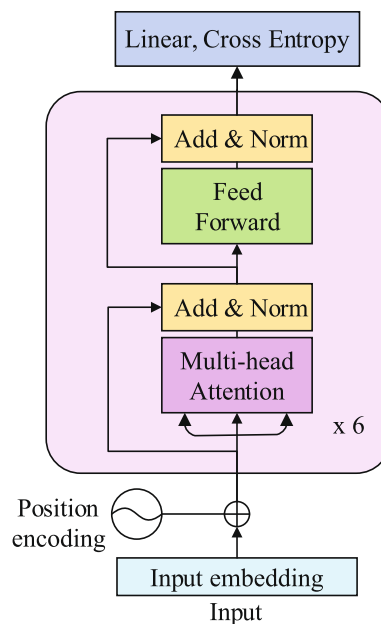 Linear, Cross Entropy
Add & Norm
Feed
Forward
Add & Norm
Multi-head
Attention
x 6
Position
encoding
Input embedding
Input